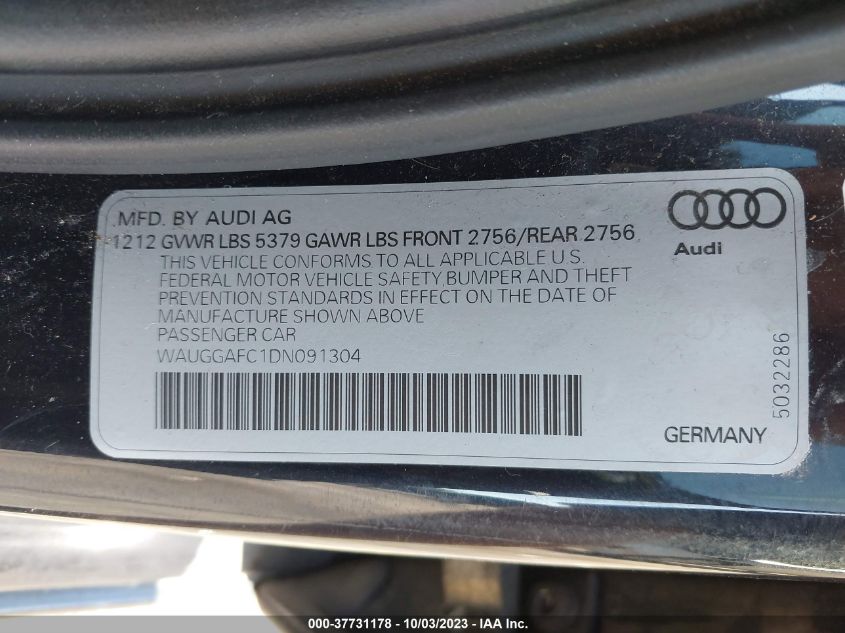 MFD. BY AUDI AG
1212 GVWR LBS 5379 GAWR LBS FRONT 2756/REAR 2756
THIS VEHICLE CONFORMS TO ALL APPLICABLE U.S.
FEDERAL MOTOR VEHICLE SAFETY, BUMPER AND THEFT
PREVENTION STANDARDS IN EFFECT ON THE DATE OF
MANUFACTURE SHOWN ABOVE
PASSENGER CAR
WAUGGAFC1DN091304
Audi
5032286
GERMANY
000-37731178 - 10/03/2023 - IAA Inc.